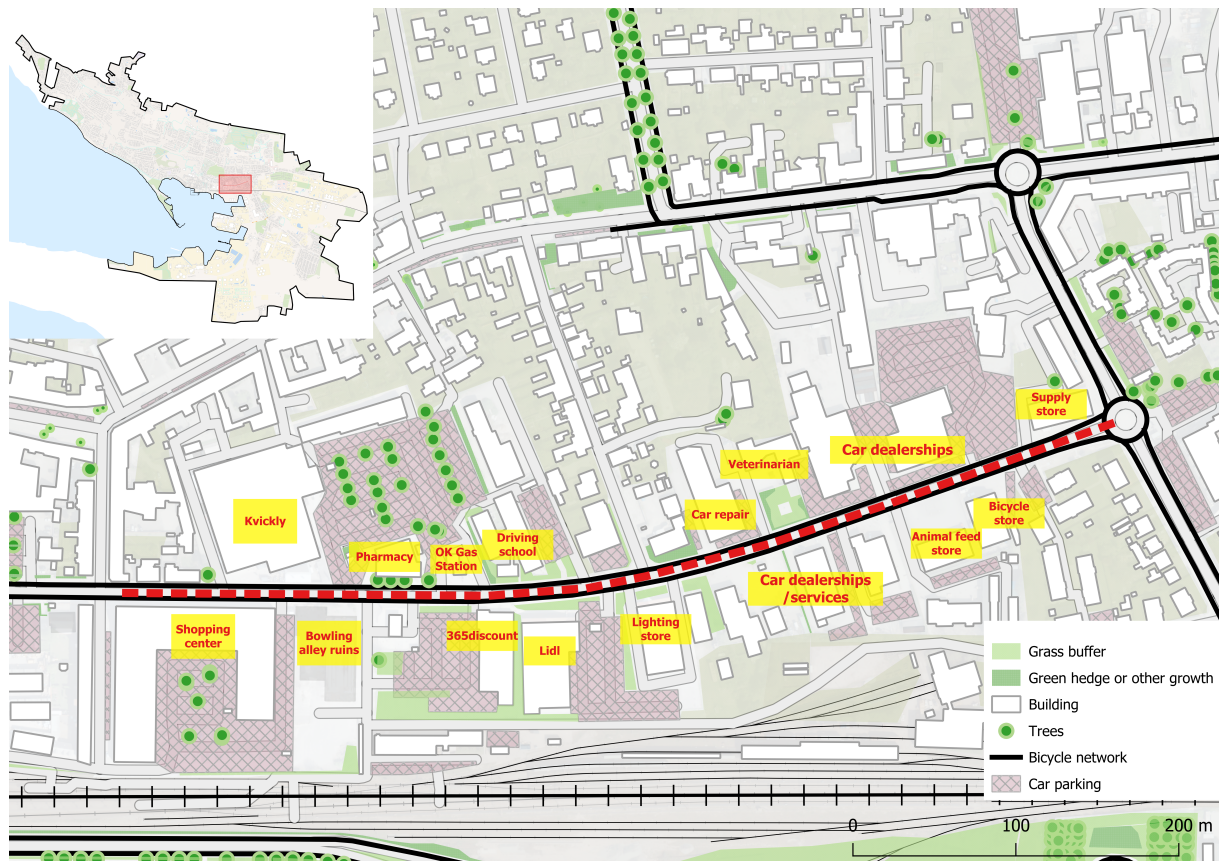 Supply
store
Car dealerships
Veterinarian
Kvickly
Car repair
Bicycle
store
Driving
school
Animal feed
store
Pharmacy
OK Gas
Station
Car dealerships
/services
Shopping
center
Bowling
alley ruins
365discount
Lidl
Lighting
store
Grass buffer
Green hedge or other growth
Building
Trees
Bicycle network
Car parking
0 100 200 m